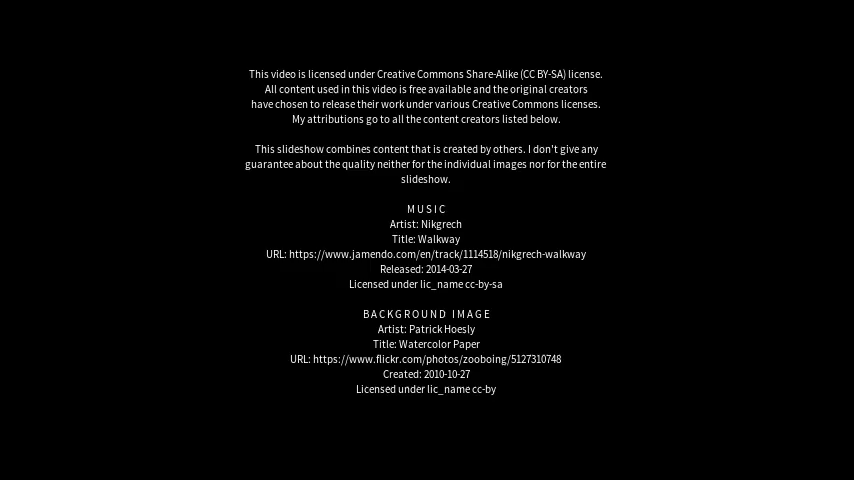 This video is licensed under Creative Commons Share-Alike (CC BY-SA) license.
All content used in this video is free available and the original creators
have chosen to release their work under various Creative Commons licenses.
My attributions go to all the content creators listed below.
This slideshow combines content that is created by others. I don't give any
guarantee about the quality neither for the individual images nor for the entire
slideshow.
MUSIC
Artist: Nikgrech
Title: Walkway
URL: https://www.jamendo.com/en/track/1114518/nikgrech-walkway
Released: 2014-03-27
Licensed under lic_name cc-by-sa
BACKGROUND IMAGE
Artist: Patrick Hoesly
Title: Watercolor Paper
URL: https://www.flickr.com/photos/zooboing/5127310748
Created: 2010-10-27
Licensed under lic_name cc-by